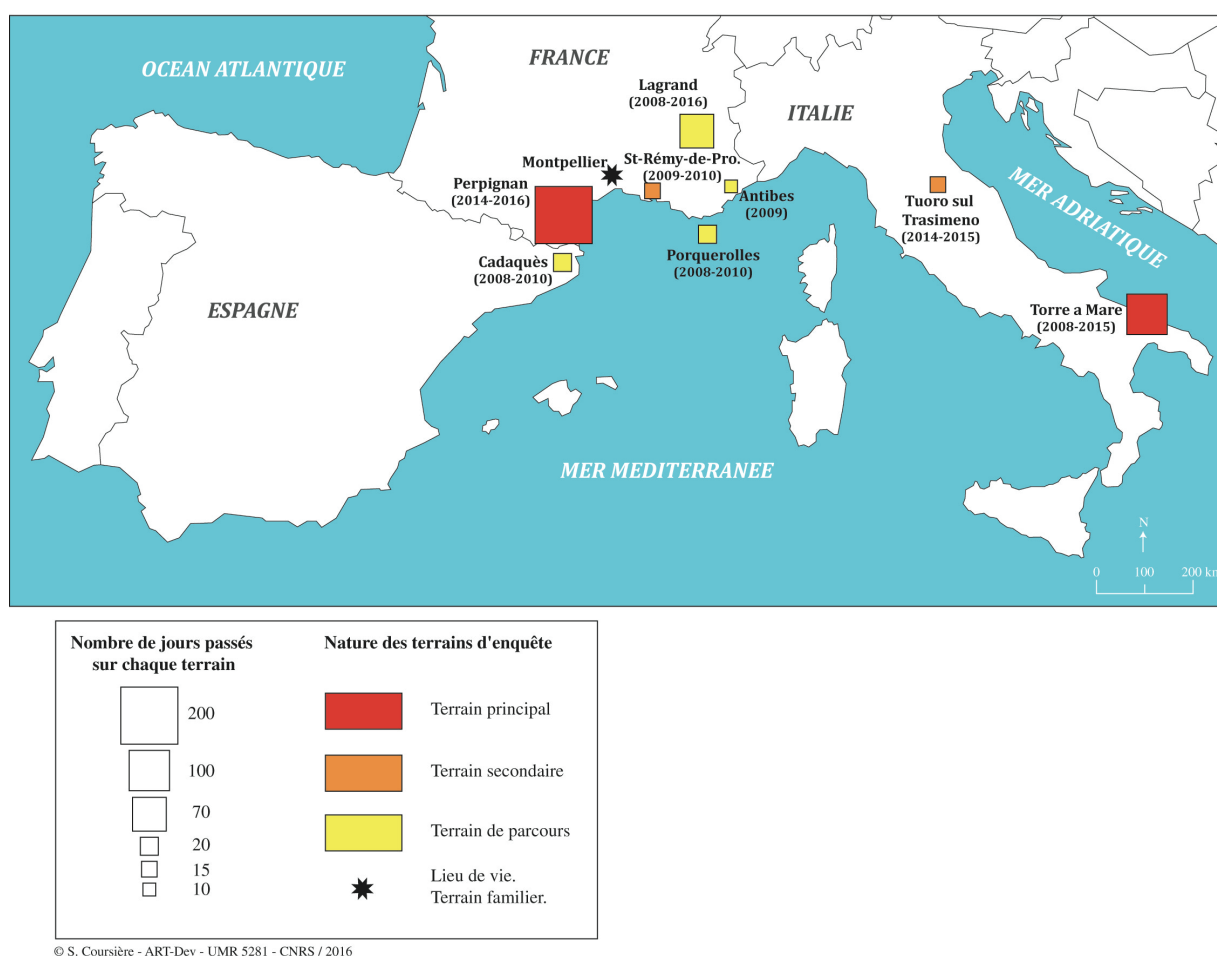 OCEAN ATLANTIQUE
FRANCE
Lagrand
(2008-2016)
ITALIE
Montpellier
St-Rémy-de-Pro.
(2009-2010)
Perpignan
(2014-2016)
Antibes
(2009)
Tuoro sul
Trasimeno
(2014-2015)
MER ADRIATIQUE
Cadaquès
(2008-2010)
Porquerolles
(2008-2010)
ESPAGNE
Torre a Mare
(2008-2015)
MER MEDITERRANEE
N
0 100 200 km
Nombre de jours passés
sur chaque terrain
200
100
70
20
15
10
Nature des terrains d'enquête
Terrain principal
Terrain secondaire
Terrain de parcours
Lieu de vie.
Terrain familier.
© S. Coursière - ART-Dev - UMR 5281 - CNRS / 2016